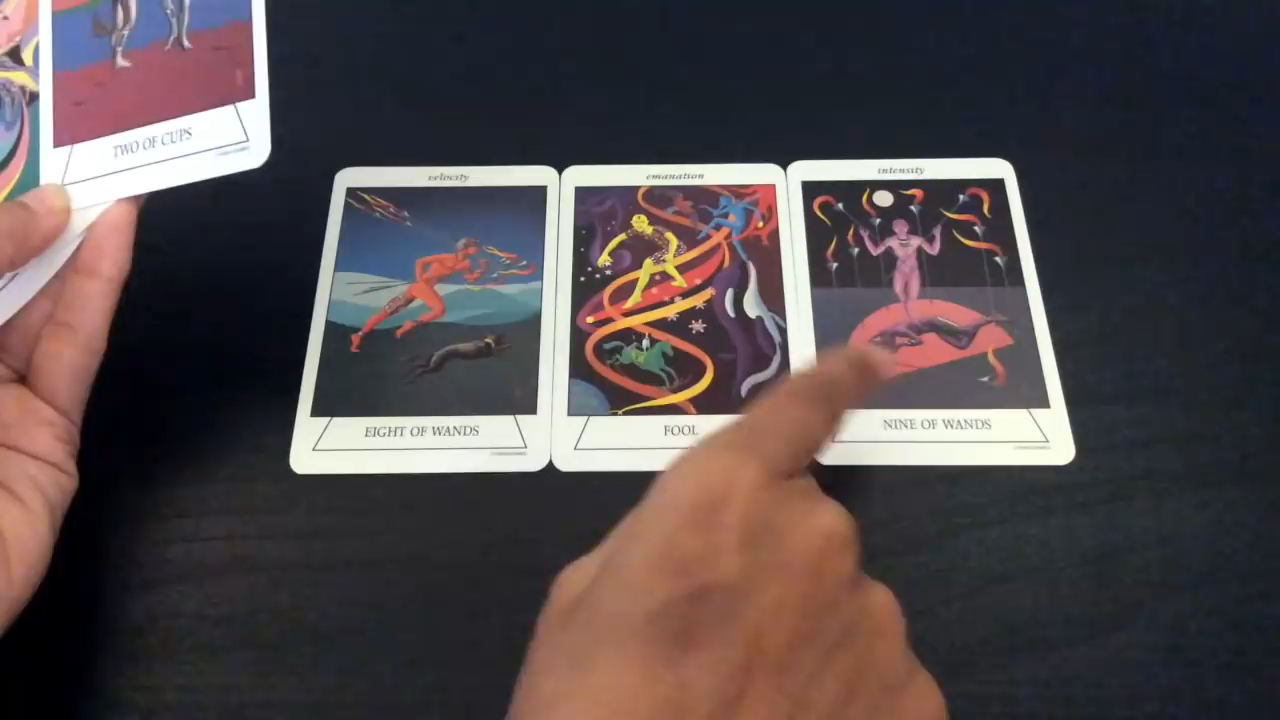 TWO OF CUPS
velocity
EIGHT OF WANDS
emanation
FOOL
intensity
NINE OF WANDS